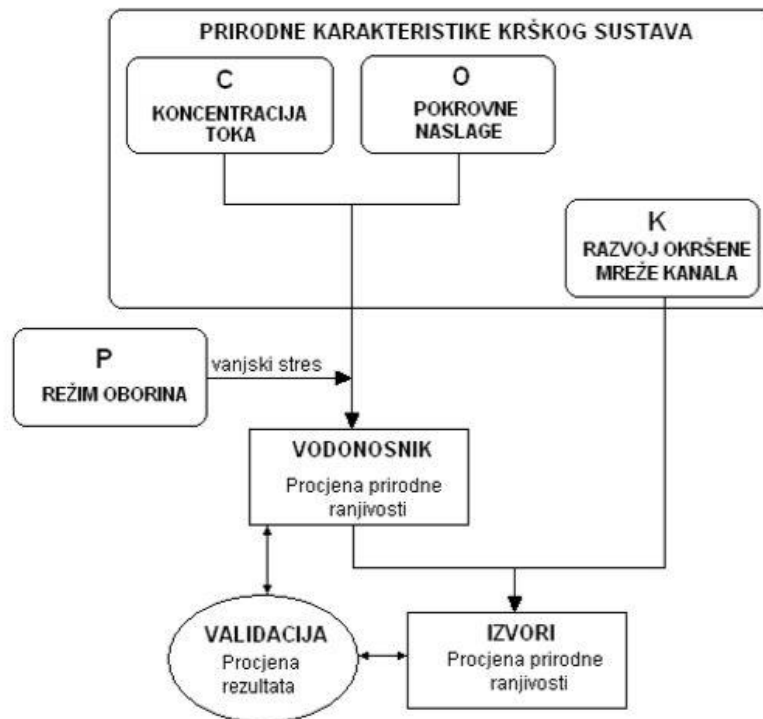 PRIRODNE KARAKTERISTIKE KRŠKOG SUSTAVA
C
KONCENTRACIJA
TOKA
O
POKROVNE
NASLAGE
K
RAZVOJ OKRŠENE
MREŽE KANALA
P
REŽIM OBORINA
vanjski stres
VODONOSNIK
Procjena prirodne
ranjivosti
VALIDACIJA
Procjena
rezultata
IZVORI
Procjena prirodne
ranjivosti